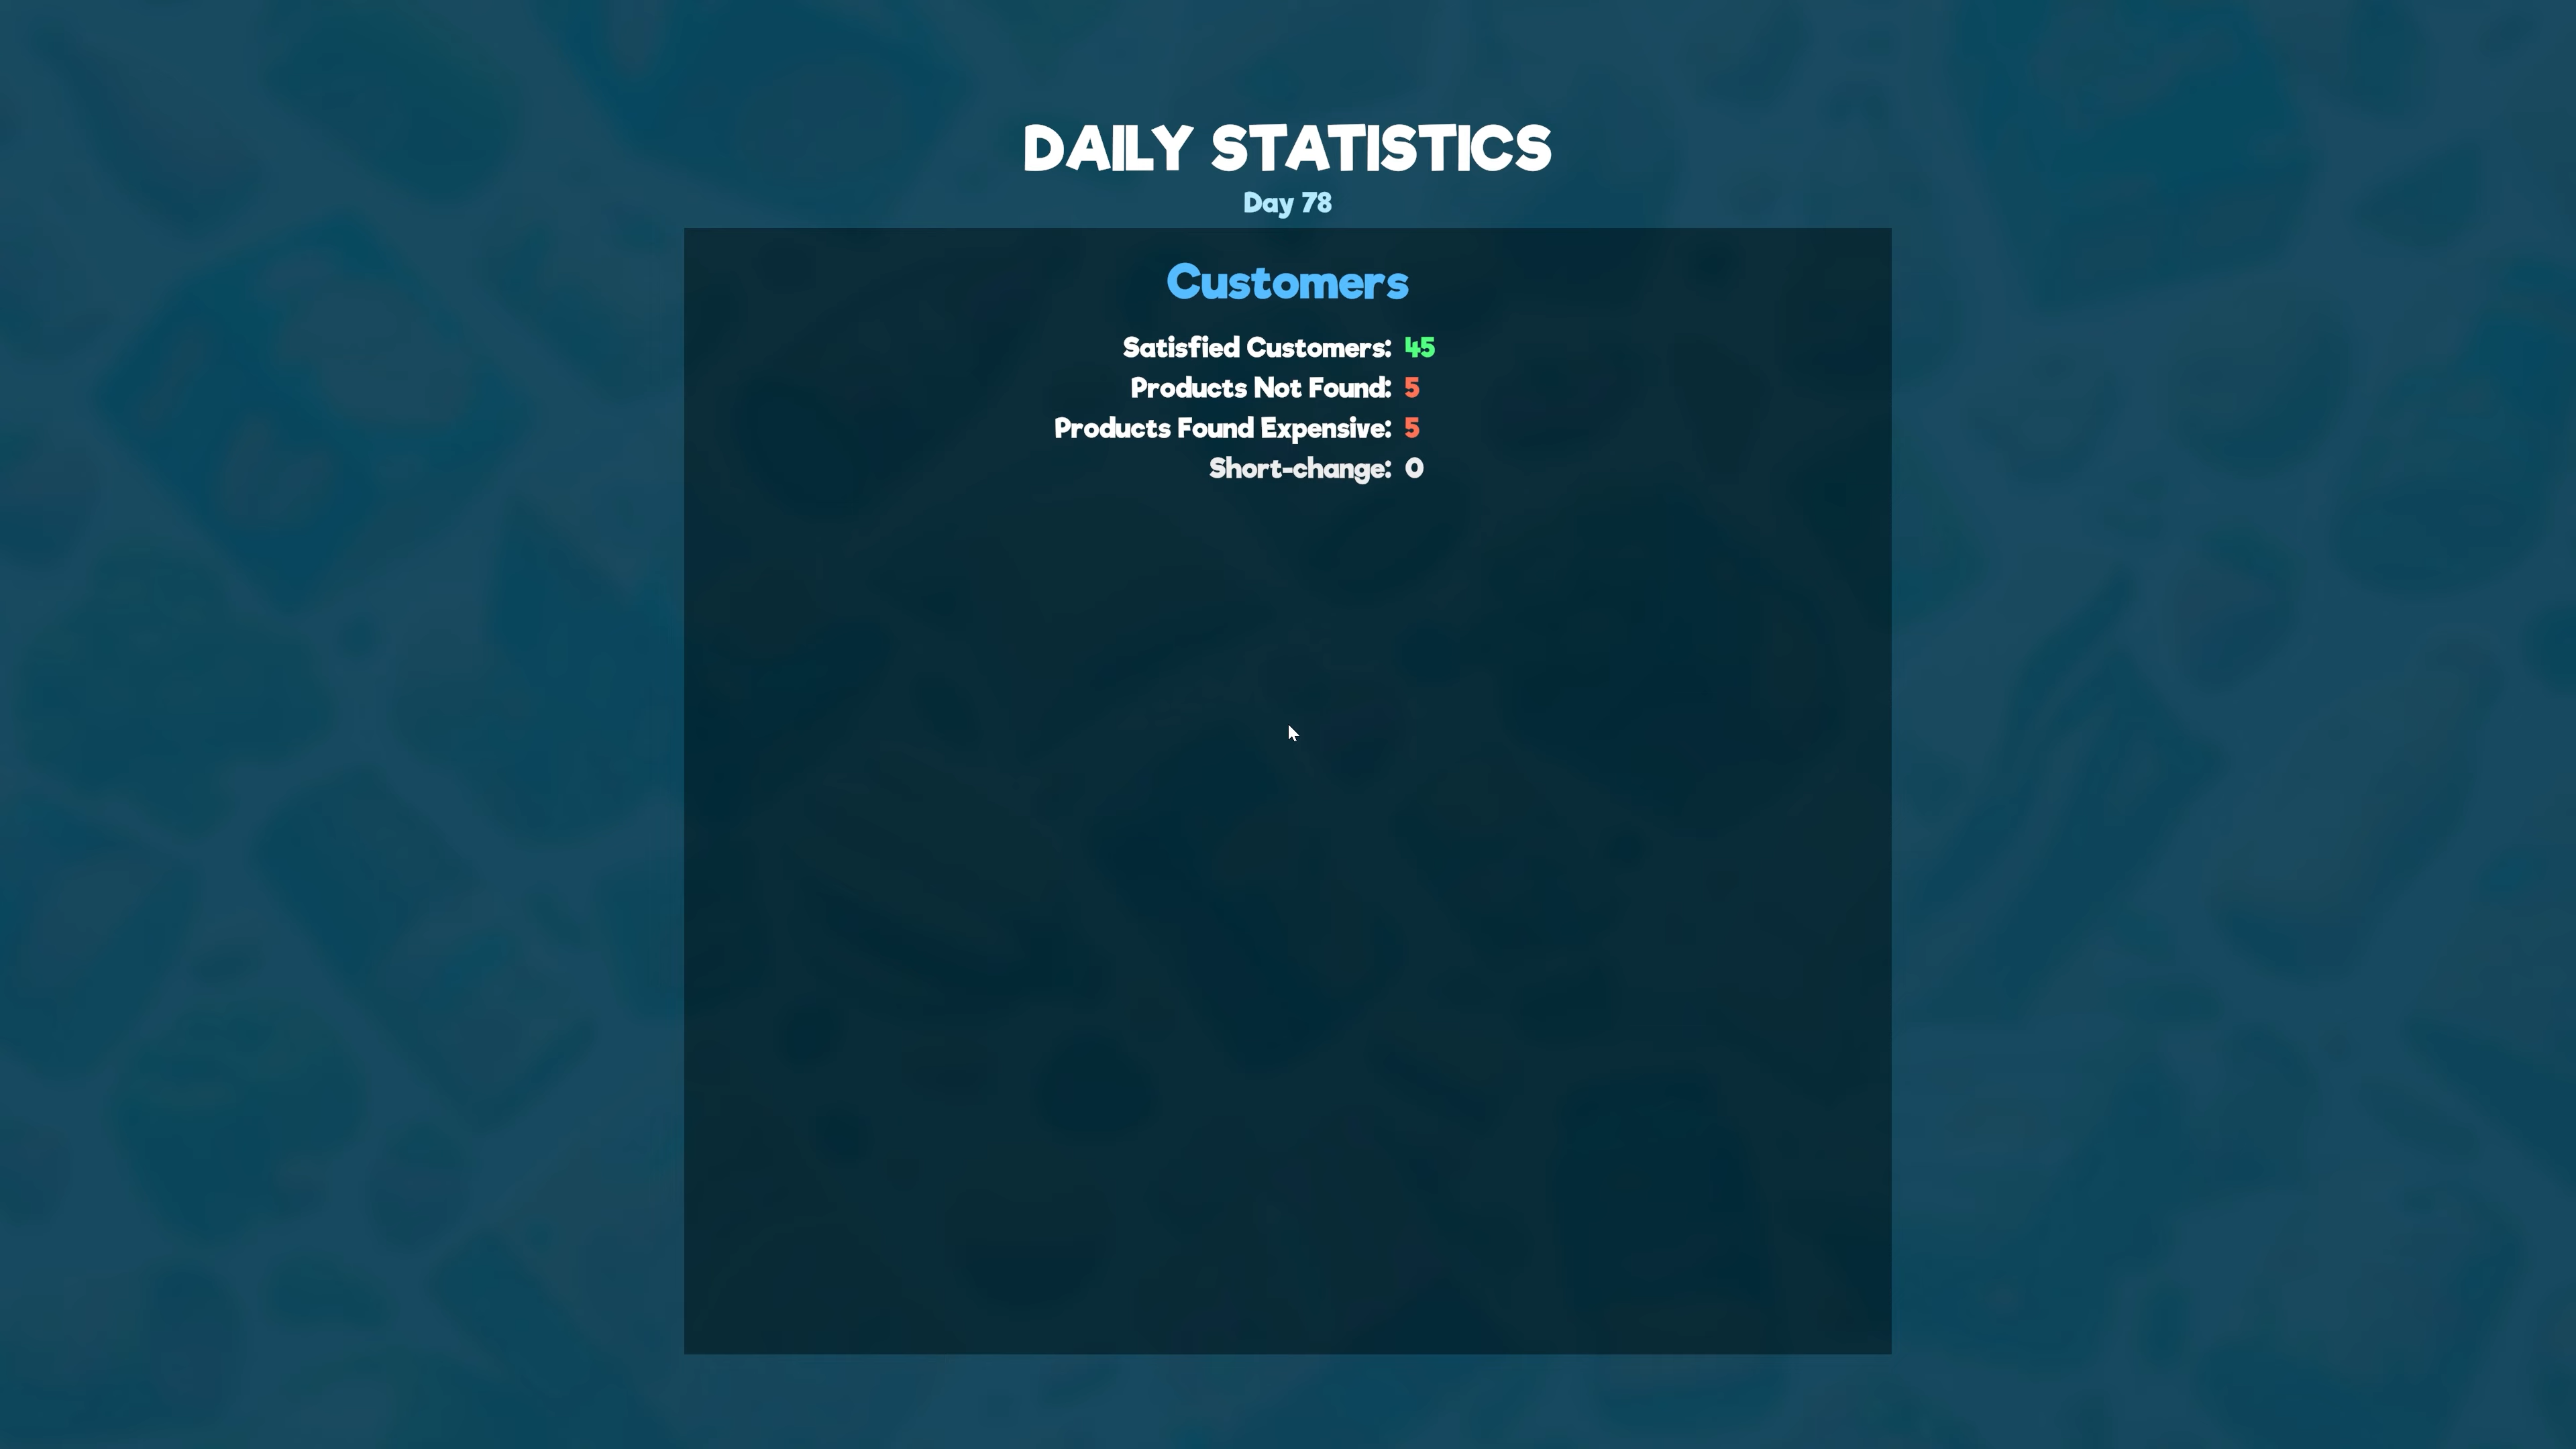 DAILY STATISTICS
Day 78
Customers
Satisfied Customers: 45
Products Not Found: 5
Products Found Expensive: 5
Short-change: 0